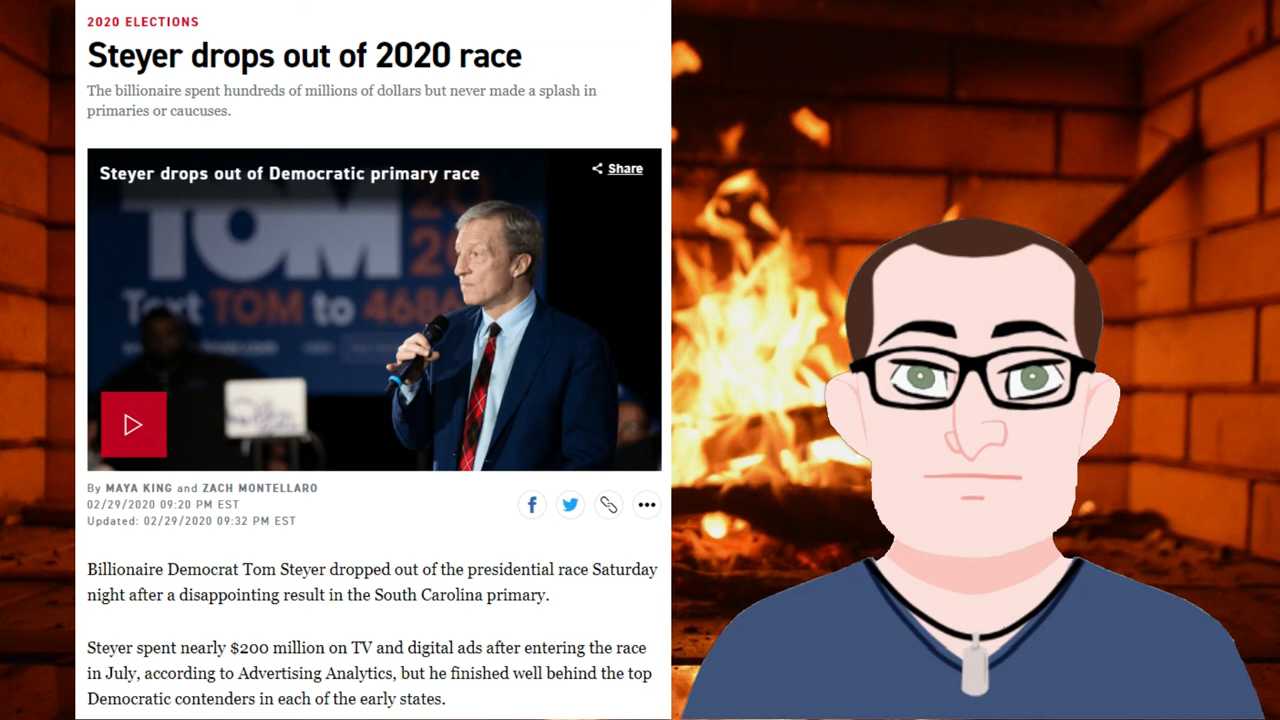 2020 ELECTIONS
Steyer drops out of 2020 race
The billionaire spent hundreds of millions of dollars but never made a splash in
primaries or caucuses.
Steyer drops out of Democratic primary race
Share
TOM
Text TOM to 4686
By MAYA KING and ZACH MONTELLARO
02/29/2020 09:20 PM EST
Updated: 02/29/2020 09:32 PM EST
Billionaire Democrat Tom Steyer dropped out of the presidential race Saturday
night after a disappointing result in the South Carolina primary.
Steyer spent nearly $200 million on TV and digital ads after entering the race
in July, according to Advertising Analytics, but he finished well behind the top
Democratic contenders in each of the early states.